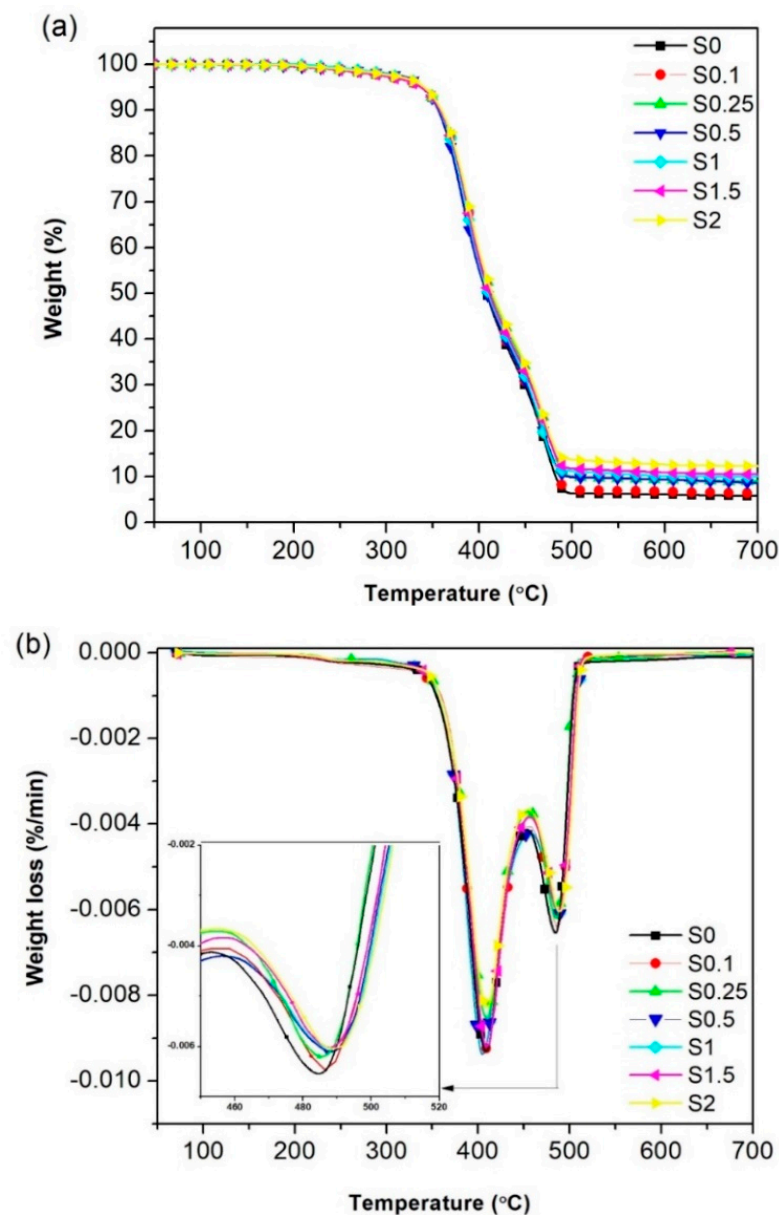 (a)
100
90
80
70
60
50
40
30
20
10
0
Weight (%)
100 200 300 400 500 600 700
Temperature (°C)
S0
S0.1
S0.25
S0.5
S1
S1.5
S2
(b)
0.000
-0.002
-0.004
-0.006
-0.008
-0.010
Weight loss (%/min)
-0.002
-0.004
-0.006
460 480 500 520
S0
S0.1
S0.25
S0.5
S1
S1.5
S2
100 200 300 400 500 600 700
Temperature (°C)